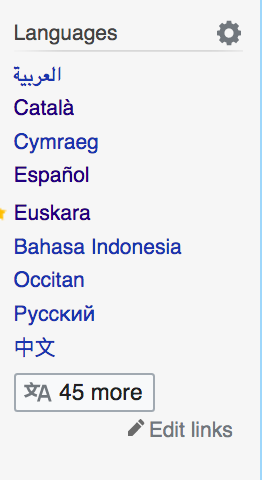 Languages
العربية
Català
Cymraeg
Español
Euskara
Bahasa Indonesia
Occitan
Русский
中文
文A 45 more
Edit links